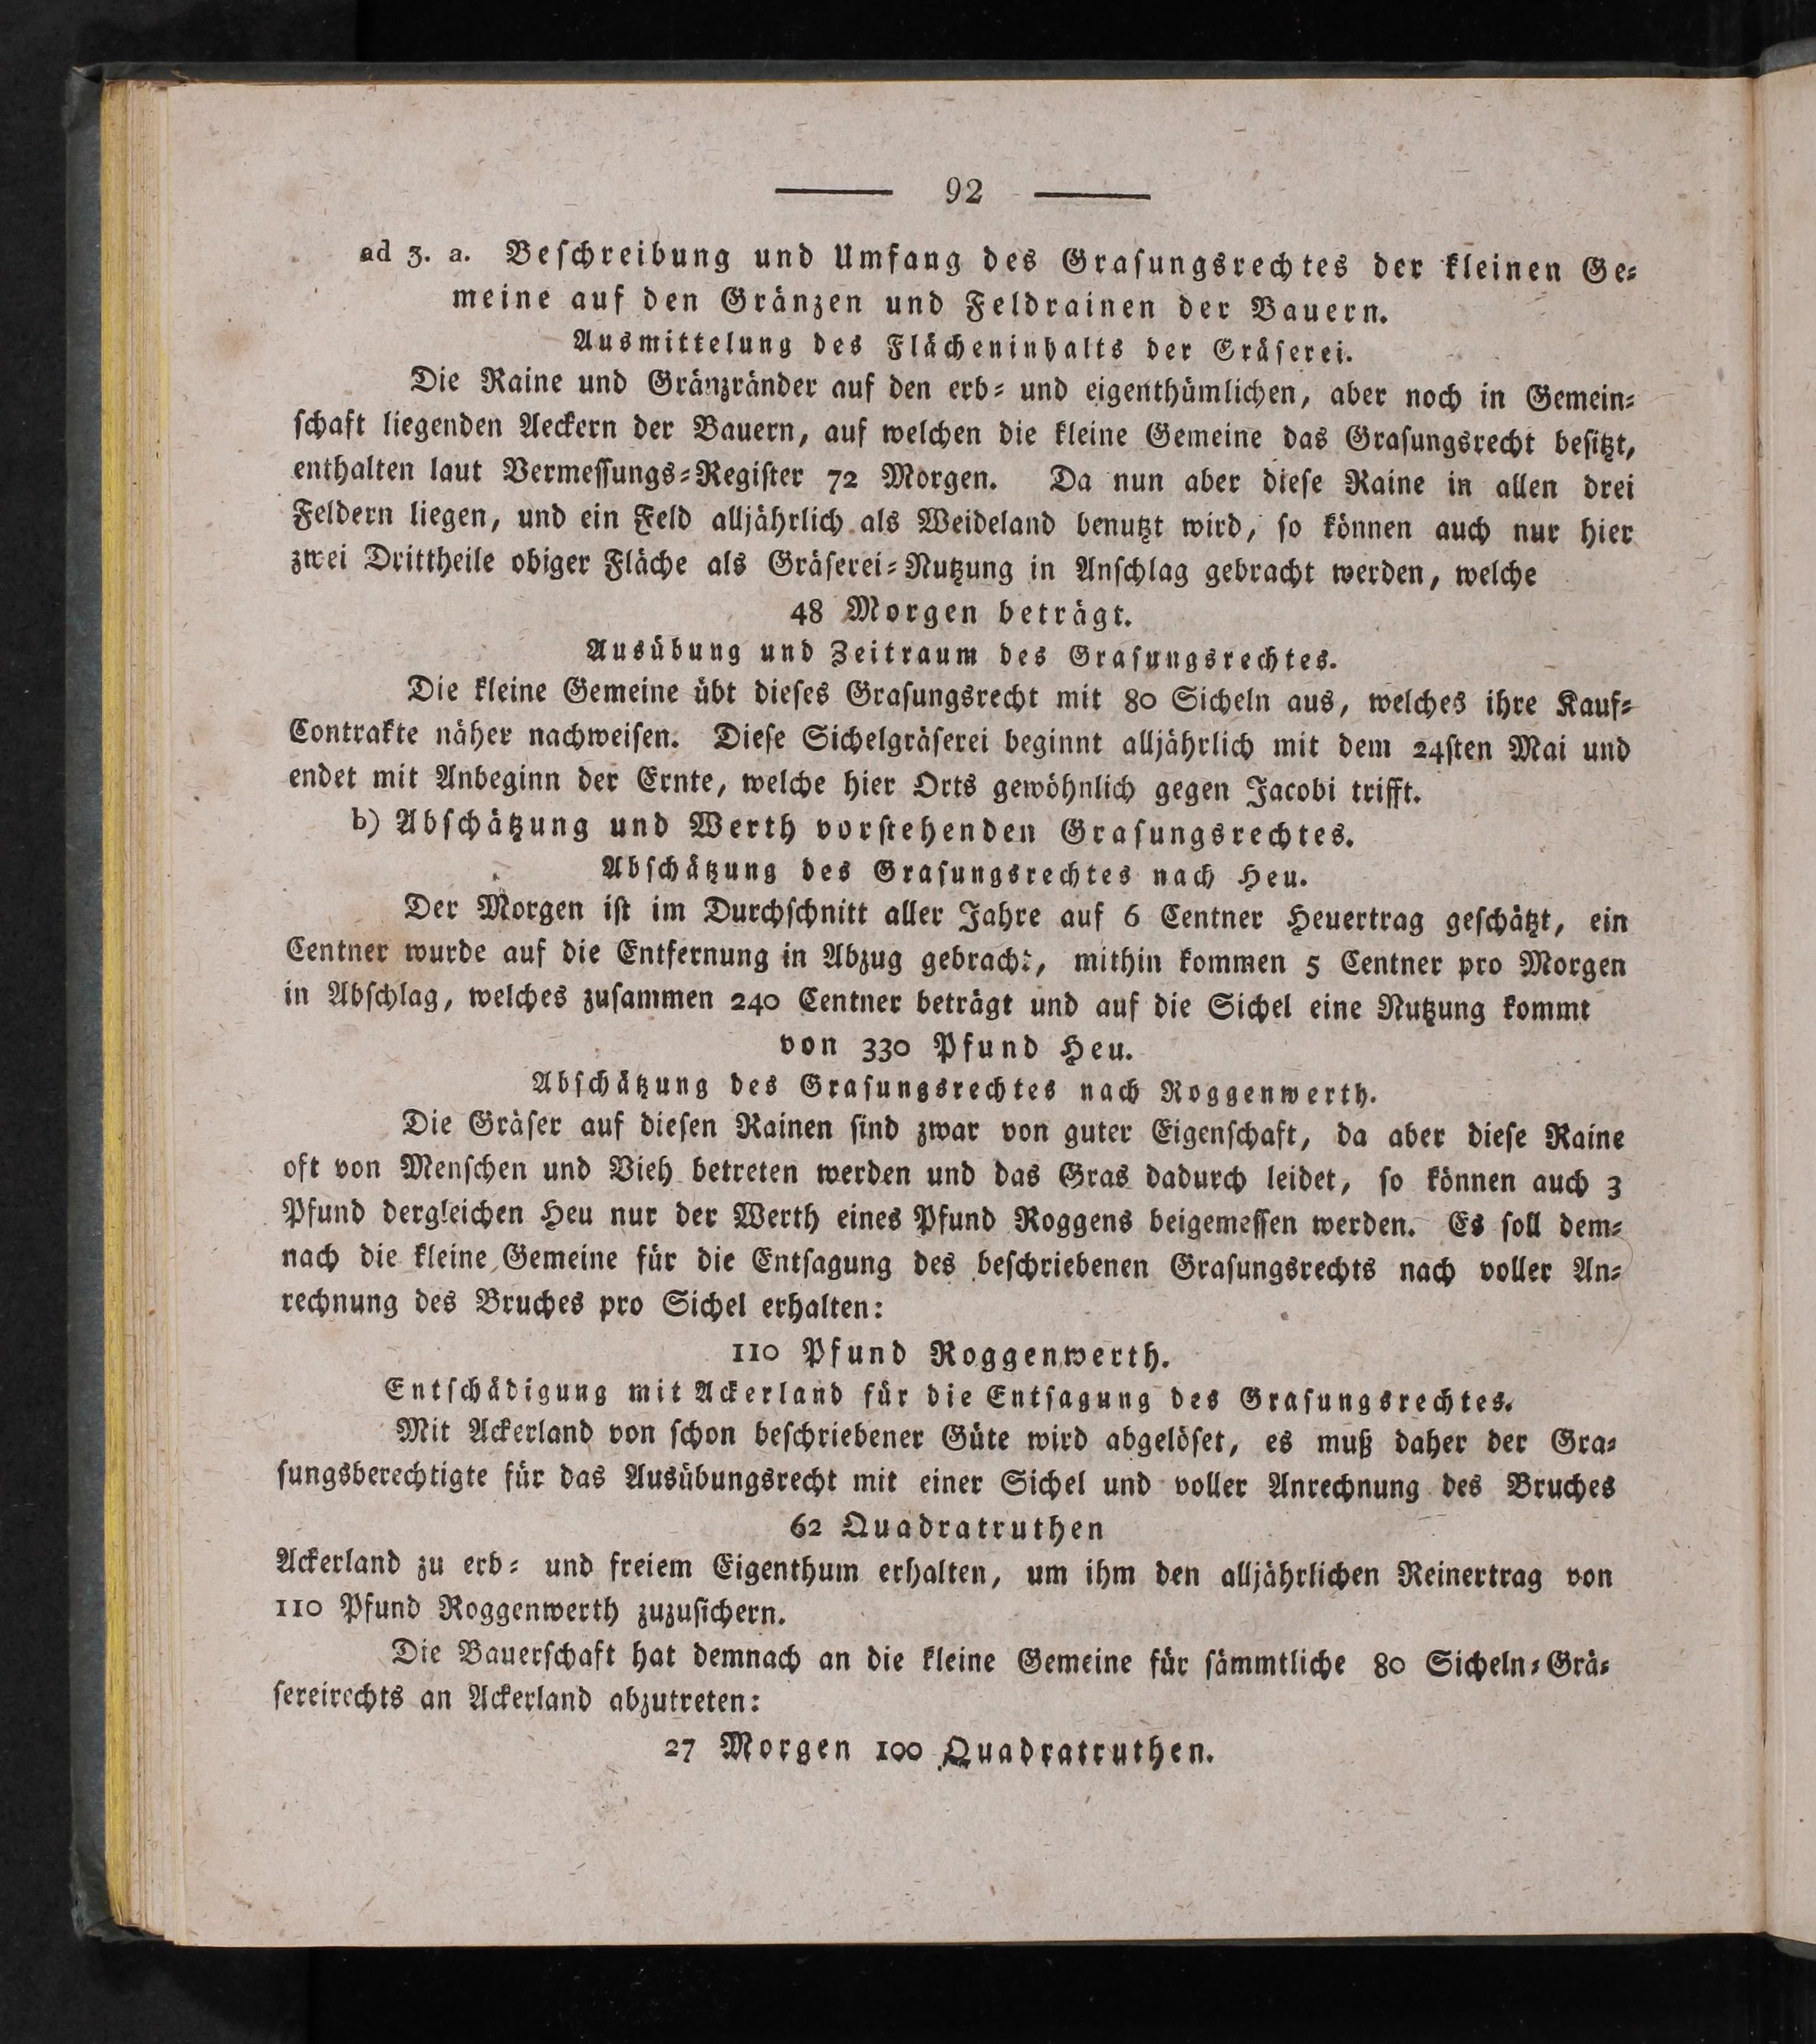 92
ad 3. a. Beſchreibung und Umfang des Graſungsrechtes der kleinen Ge⸗
meine auf den Gränzen und Feldrainen der Bauern.
Ausmittelung des Flächeninhalts der Gräſerei.
Die Raine und Gränzränder auf den erb⸗ und eigenthümlichen, aber noch in Gemein⸗
ſchaft liegenden Aeckern der Bauern, auf welchen die kleine Gemeine das Graſungsrecht beſitzt,
enthalten laut Vermeſſungs⸗Regiſter 72 Morgen. Da nun aber dieſe Raine in allen drei
Feldern liegen, und ein Feld alljährlich als Weideland benutzt wird, ſo können auch nur hier
zwei Drittheile obiger Fläche als Gräſerei⸗Nutzung in Anſchlag gebracht werden, welche
48 Morgen beträgt.
Ausübung und Zeitraum des Graſungsrechtes.
Die kleine Gemeine übt dieſes Graſungsrecht mit 80 Sicheln aus, welches ihre Kauf⸗
Contrakte näher nachweiſen. Dieſe Sichelgräſerei beginnt alljährlich mit dem 24ſten Mai und
endet mit Anbeginn der Ernte, welche hier Orts gewöhnlich gegen Jacobi trifft.
b) Abſchätzung und Werth vorſtehenden Graſungsrechtes.
Abſchätzung des Graſungsrechtes nach Heu.
Der Morgen iſt im Durchſchnitt aller Jahre auf 6 Centner Heuertrag geſchätzt, ein
Centner wurde auf die Entfernung in Abzug gebracht, mithin kommen 5 Centner pro Morgen
in Abſchlag, welches zuſammen 240 Centner beträgt und auf die Sichel eine Nutzung kommt
von 330 Pfund Heu.
Abſchätzung des Graſungsrechtes nach Roggenwerth.
Die Gräſer auf dieſen Rainen ſind zwar von guter Eigenſchaft, da aber dieſe Raine
oft von Menſchen und Vieh betreten werden und das Gras dadurch leidet, ſo können auch 3
Pfund dergleichen Heu nur der Werth eines Pfund Roggens beigemeſſen werden. Es ſoll dem⸗
nach die kleine Gemeine für die Entſagung des beſchriebenen Graſungsrechts nach voller An⸗
rechnung des Bruches pro Sichel erhalten:
110 Pfund Roggenwerth.
Entſchädigung mit Ackerland für die Entſagung des Graſungsrechtes.
Mit Ackerland von ſchon beſchriebener Güte wird abgelöſet, es muß daher der Gra⸗
ſungsberechtigte für das Ausübungsrecht mit einer Sichel und voller Anrechnung des Bruches
62 Quadratruthen
Ackerland zu erb⸗ und freiem Eigenthum erhalten, um ihm den alljährlichen Reinertrag von
110 Pfund Roggenwerth zuzuſichern.
Die Bauerſchaft hat demnach an die kleine Gemeine für ſämmtliche 80 Sicheln⸗Grä⸗
ſereirechts an Ackerland abzutreten:
27 Morgen 100 Quadratruthen.